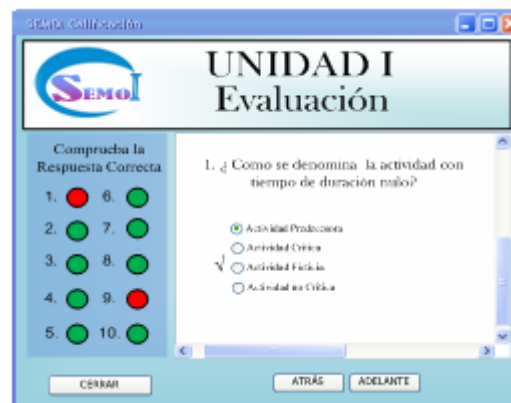 SEMOI: Calificación
SEMOI
UNIDAD I
Evaluación
Comprueba la
Respuesta Correcta
1. 6.
2. 7.
3. 8.
4. 9.
5. 10.
1. ¿ Como se denomina la actividad con
tiempo de duración nulo?
Actividad Predecesora
Actividad Crítica
√ Actividad Ficticia
Actividad no Crítica
CERRAR
ATRÁS
ADELANTE